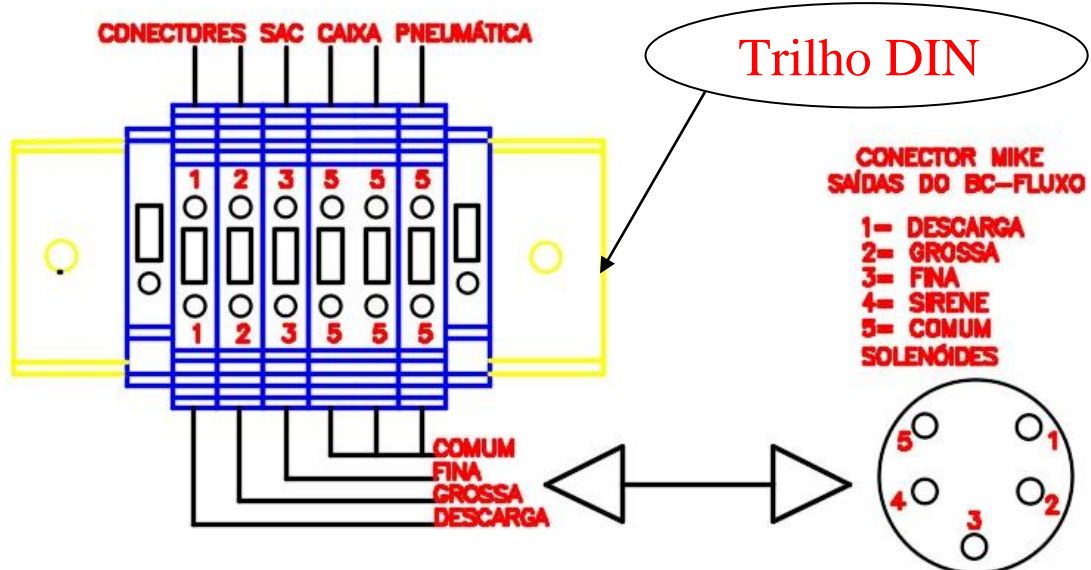 CONECTORES SAC CAIXA PNEUMÁTICA
Trilho DIN
1 2 3 5 5 5
1 2 3 5 5 5
COMUM
FINA
GROSSA
DESCARGA
CONECTOR MIKE
SAÍDAS DO BC-FLUXO
1= DESCARGA
2= GROSSA
3= FINA
4= SIRENE
5= COMUM
SOLENÓIDES
5 1
4 2
3